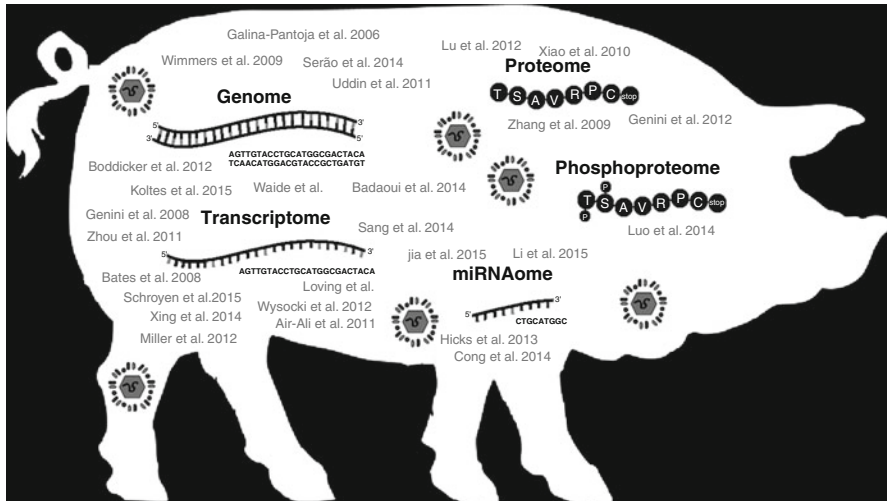 Galina-Pantoja et al. 2006
Lu et al. 2012
Xiao et al. 2010
Wimmers et al. 2009
Serão et al. 2014
Proteome
Uddin et al. 2011
Genome
T S A V R P C stop
Zhang et al. 2009
Genini et al. 2012
5' 3'
3' 5'
AGTTGTACCTGCATGGCGACTACA
TCAACATGGACGTACCGCTGATGT
Boddicker et al. 2012
Phosphoproteome
Koltes et al. 2015
Waide et al.
Badaoui et al. 2014
P
T S A V R P C stop
P
Genini et al. 2008
Transcriptome
Sang et al. 2014
Luo et al. 2014
Zhou et al. 2011
5' 3'
jia et al. 2015
Li et al. 2015
AGTTGTACCTGCATGGCGACTACA
miRNAome
Bates et al. 2008
Loving et al.
Schroyen et al.2015
Wysocki et al. 2012
5' 3'
CTGCATGGC
Xing et al. 2014
Air-Ali et al. 2011
Miller et al. 2012
Hicks et al. 2013
Cong et al. 2014